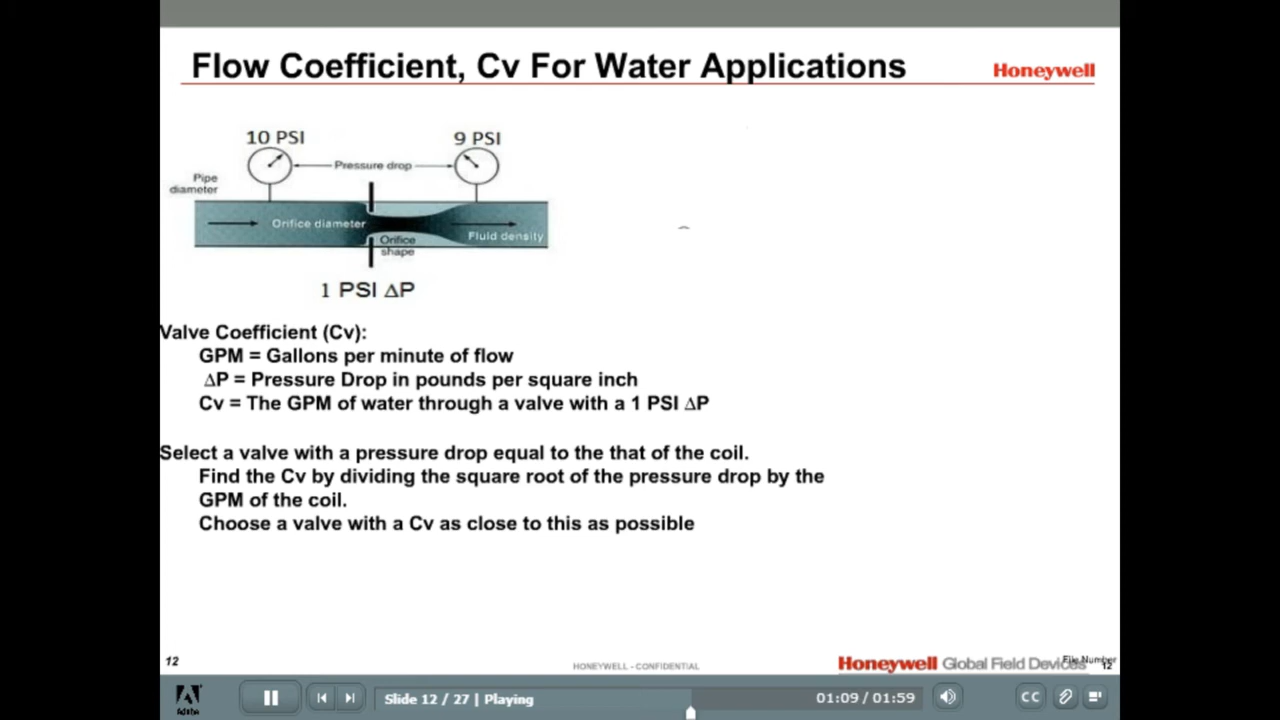 Flow Coefficient, Cv For Water Applications
Honeywell
10 PSI
9 PSI
Pressure drop
Pipe
diameter
Orifice diameter
Orifice
shape
Fluid density
1 PSI ΔP
Valve Coefficient (Cv):
GPM = Gallons per minute of flow
ΔP = Pressure Drop in pounds per square inch
Cv = The GPM of water through a valve with a 1 PSI ΔP
Select a valve with a pressure drop equal to the that of the coil.
Find the Cv by dividing the square root of the pressure drop by the
GPM of the coil.
Choose a valve with a Cv as close to this as possible
12
HONEYWELL - CONFIDENTIAL
Honeywell Global Field Devices
File Number
12
Adobe
Slide 12 / 27 | Playing
01:09 / 01:59
CC